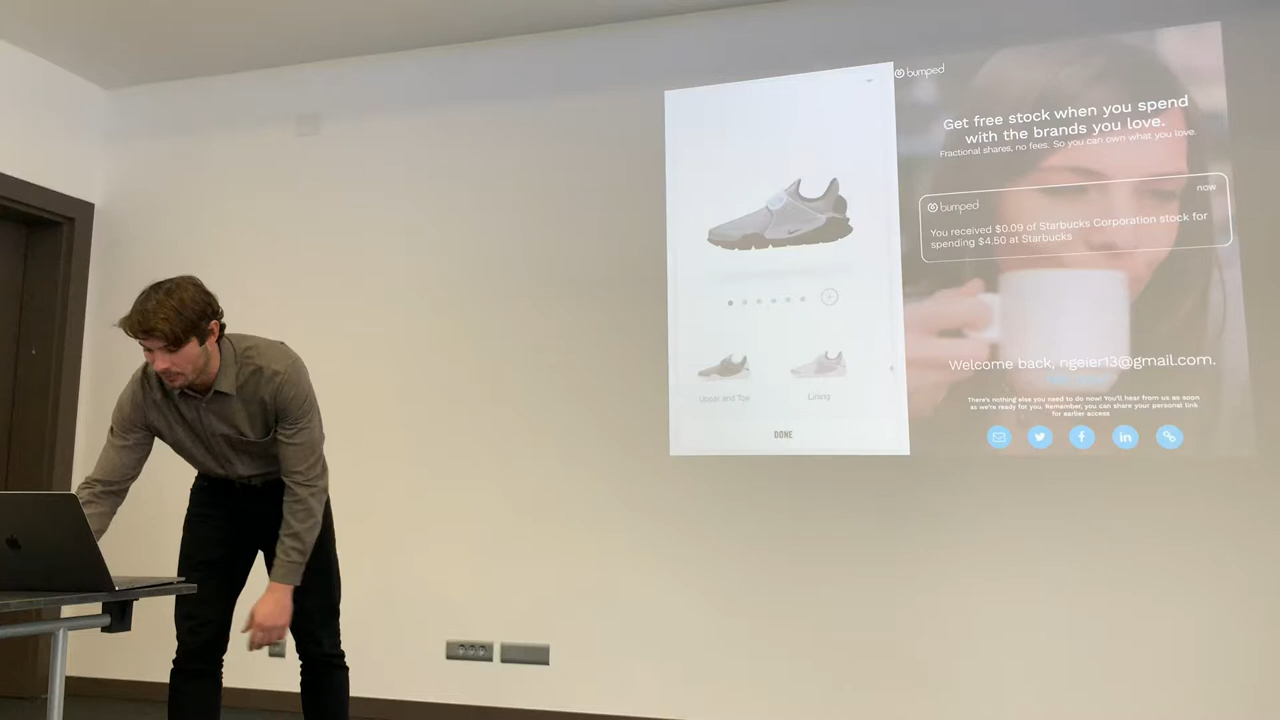 bumped
Get free stock when you spend
with the brands you love.
Fractional shares, no fees. So you can own what you love.
now
bumped
You received $0.09 of Starbucks Corporation stock for
spending $4.50 at Starbucks
Upper and Toe
Lining
DONE
Welcome back, ngeier13@gmail.com.
There's nothing else you need to do now! You'll hear from us as soon
as we're ready for you. Remember, you can share your personal link
for earlier access